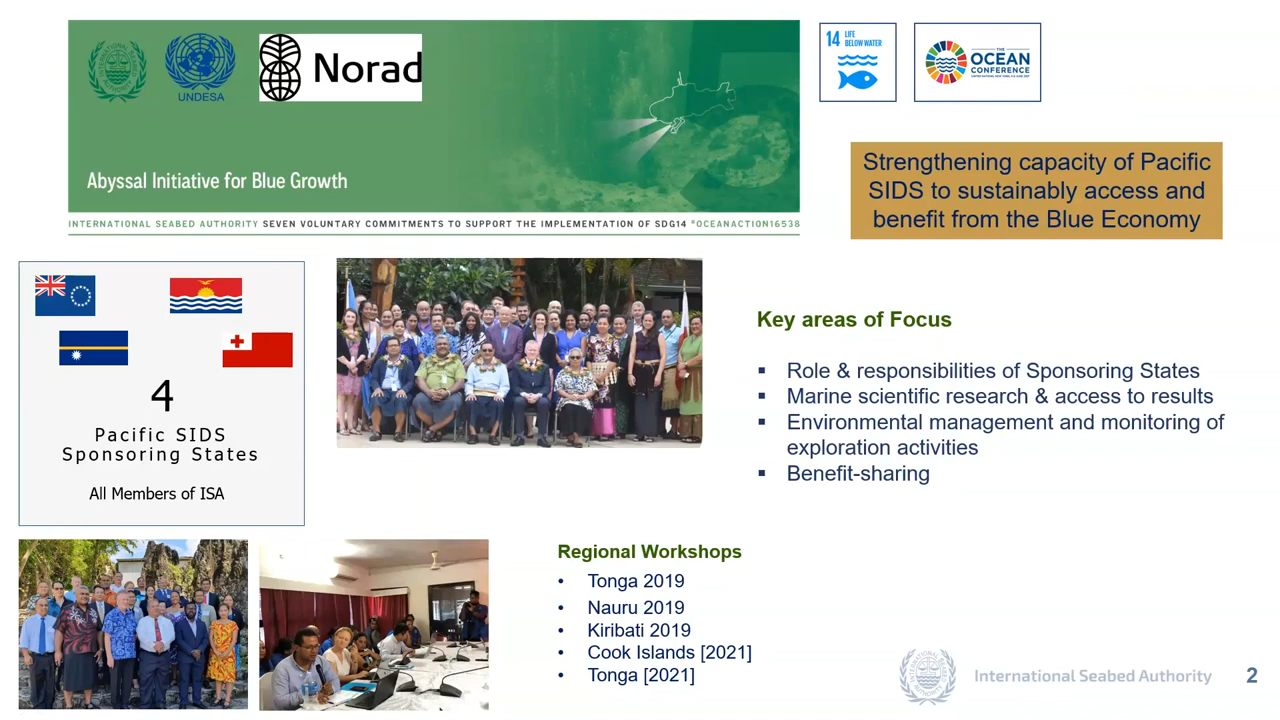 UNDESA
Norad
Abyssal Initiative for Blue Growth
INTERNATIONAL SEABED AUTHORITY SEVEN VOLUNTARY COMMITMENTS TO SUPPORT THE IMPLEMENTATION OF SDG14 #OCEANACTION16538
14 LIFE
BELOW WATER
THE
OCEAN
CONFERENCE
Strengthening capacity of Pacific
SIDS to sustainably access and
benefit from the Blue Economy
4
Pacific SIDS
Sponsoring States
All Members of ISA
Key areas of Focus
▪ Role & responsibilities of Sponsoring States
▪ Marine scientific research & access to results
▪ Environmental management and monitoring of
exploration activities
▪ Benefit-sharing
Regional Workshops
• Tonga 2019
• Nauru 2019
• Kiribati 2019
• Cook Islands [2021]
• Tonga [2021]
International Seabed Authority
2